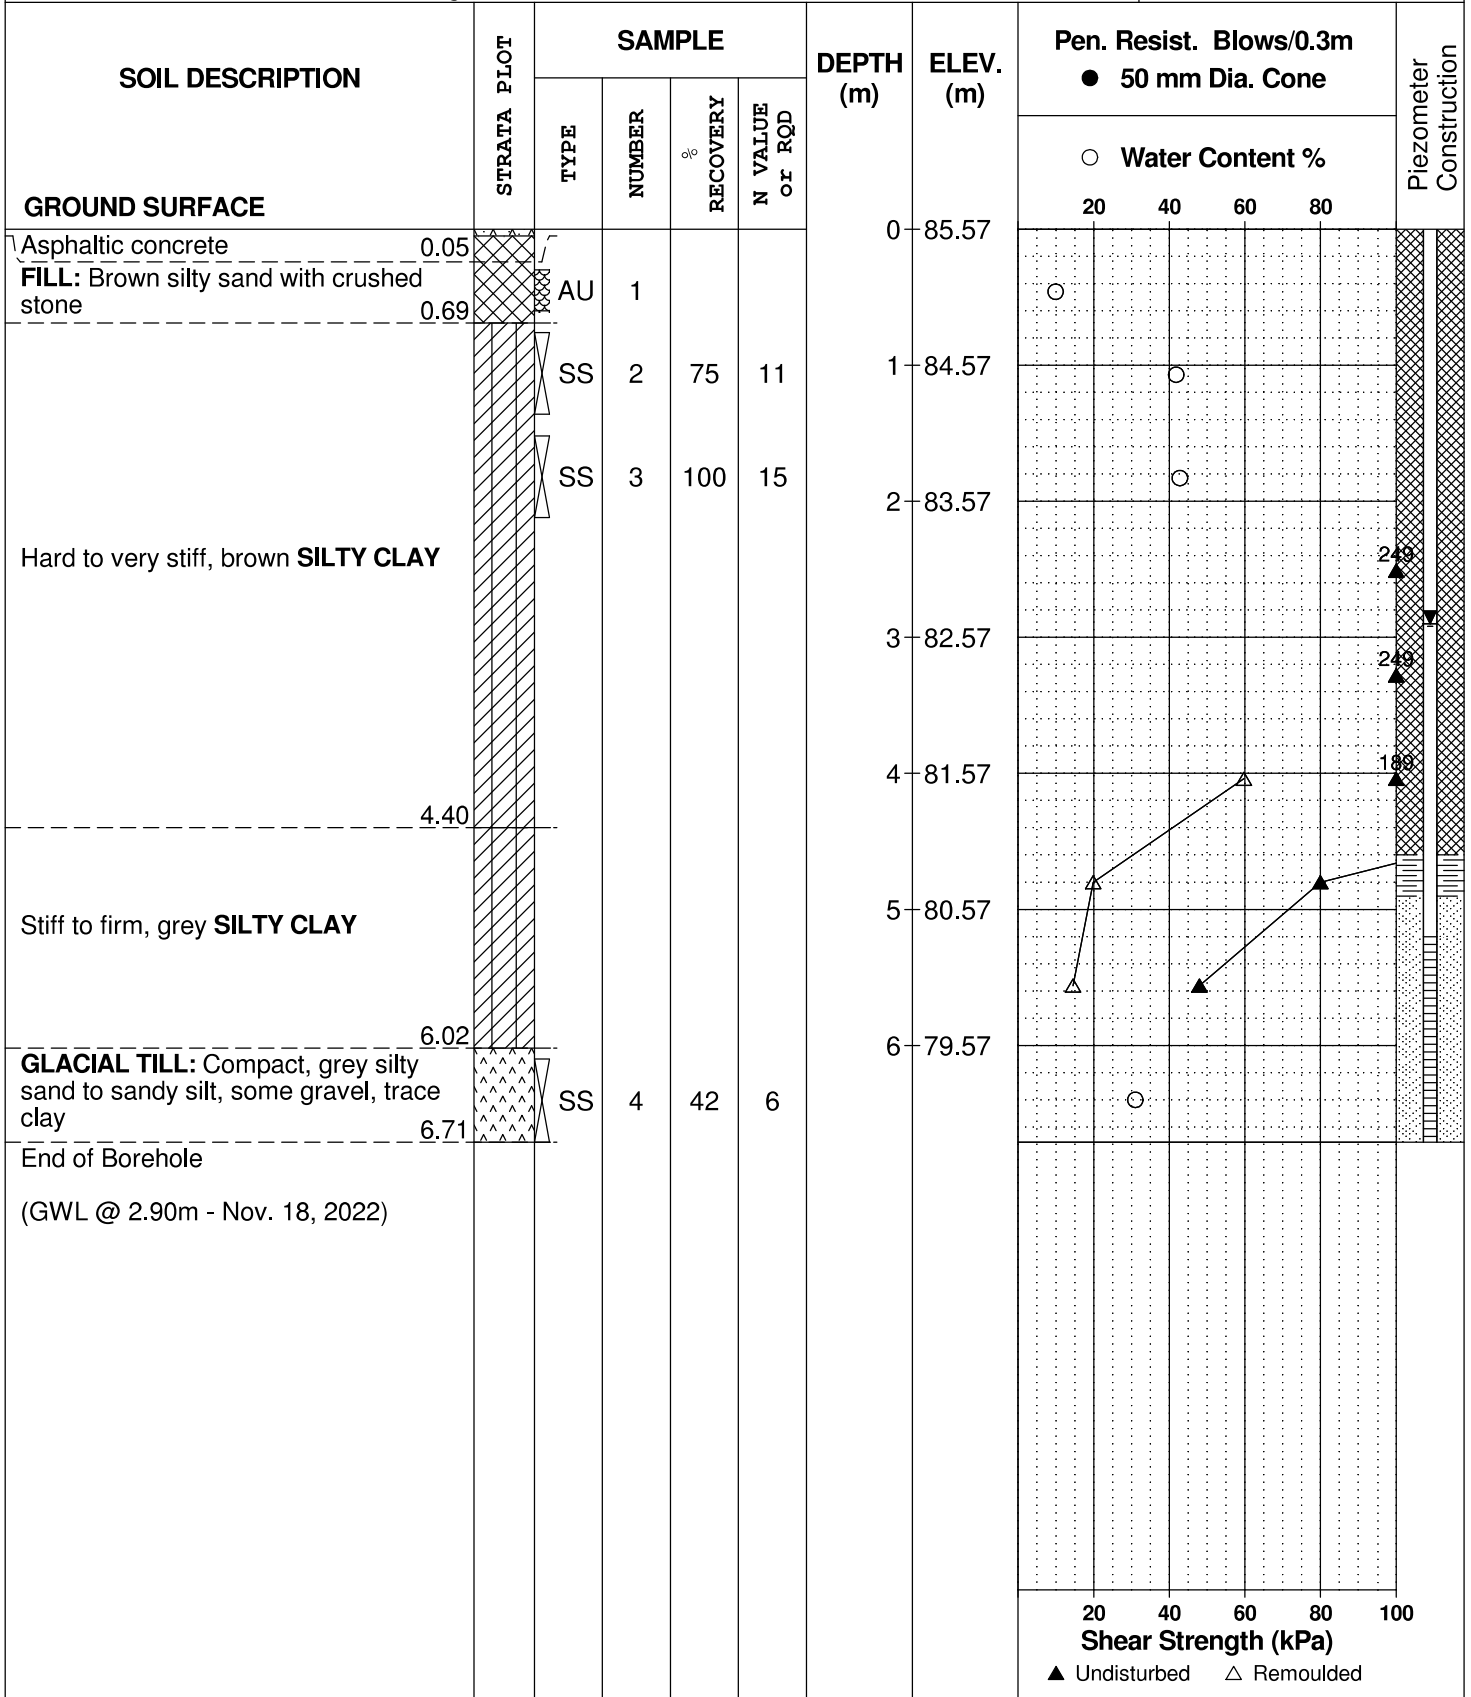 SOIL DESCRIPTION
GROUND SURFACE
STRATA PLOT
SAMPLE
TYPE
NUMBER
% RECOVERY
N VALUE or RQD
DEPTH (m)
ELEV. (m)
Pen. Resist. Blows/0.3m
● 50 mm Dia. Cone
○ Water Content %
20 40 60 80
Piezometer Construction
0 85.57
Asphaltic concrete 0.05
FILL: Brown silty sand with crushed
stone 0.69
AU 1
SS 2 75 11
1 84.57
SS 3 100 15
2 83.57
Hard to very stiff, brown SILTY CLAY
249
3 82.57
249
4 81.57
189
4.40
5 80.57
Stiff to firm, grey SILTY CLAY
6.02
6 79.57
GLACIAL TILL: Compact, grey silty
sand to sandy silt, some gravel, trace
clay 6.71
SS 4 42 6
End of Borehole
(GWL @ 2.90m - Nov. 18, 2022)
20 40 60 80 100
Shear Strength (kPa)
▲ Undisturbed △ Remoulded